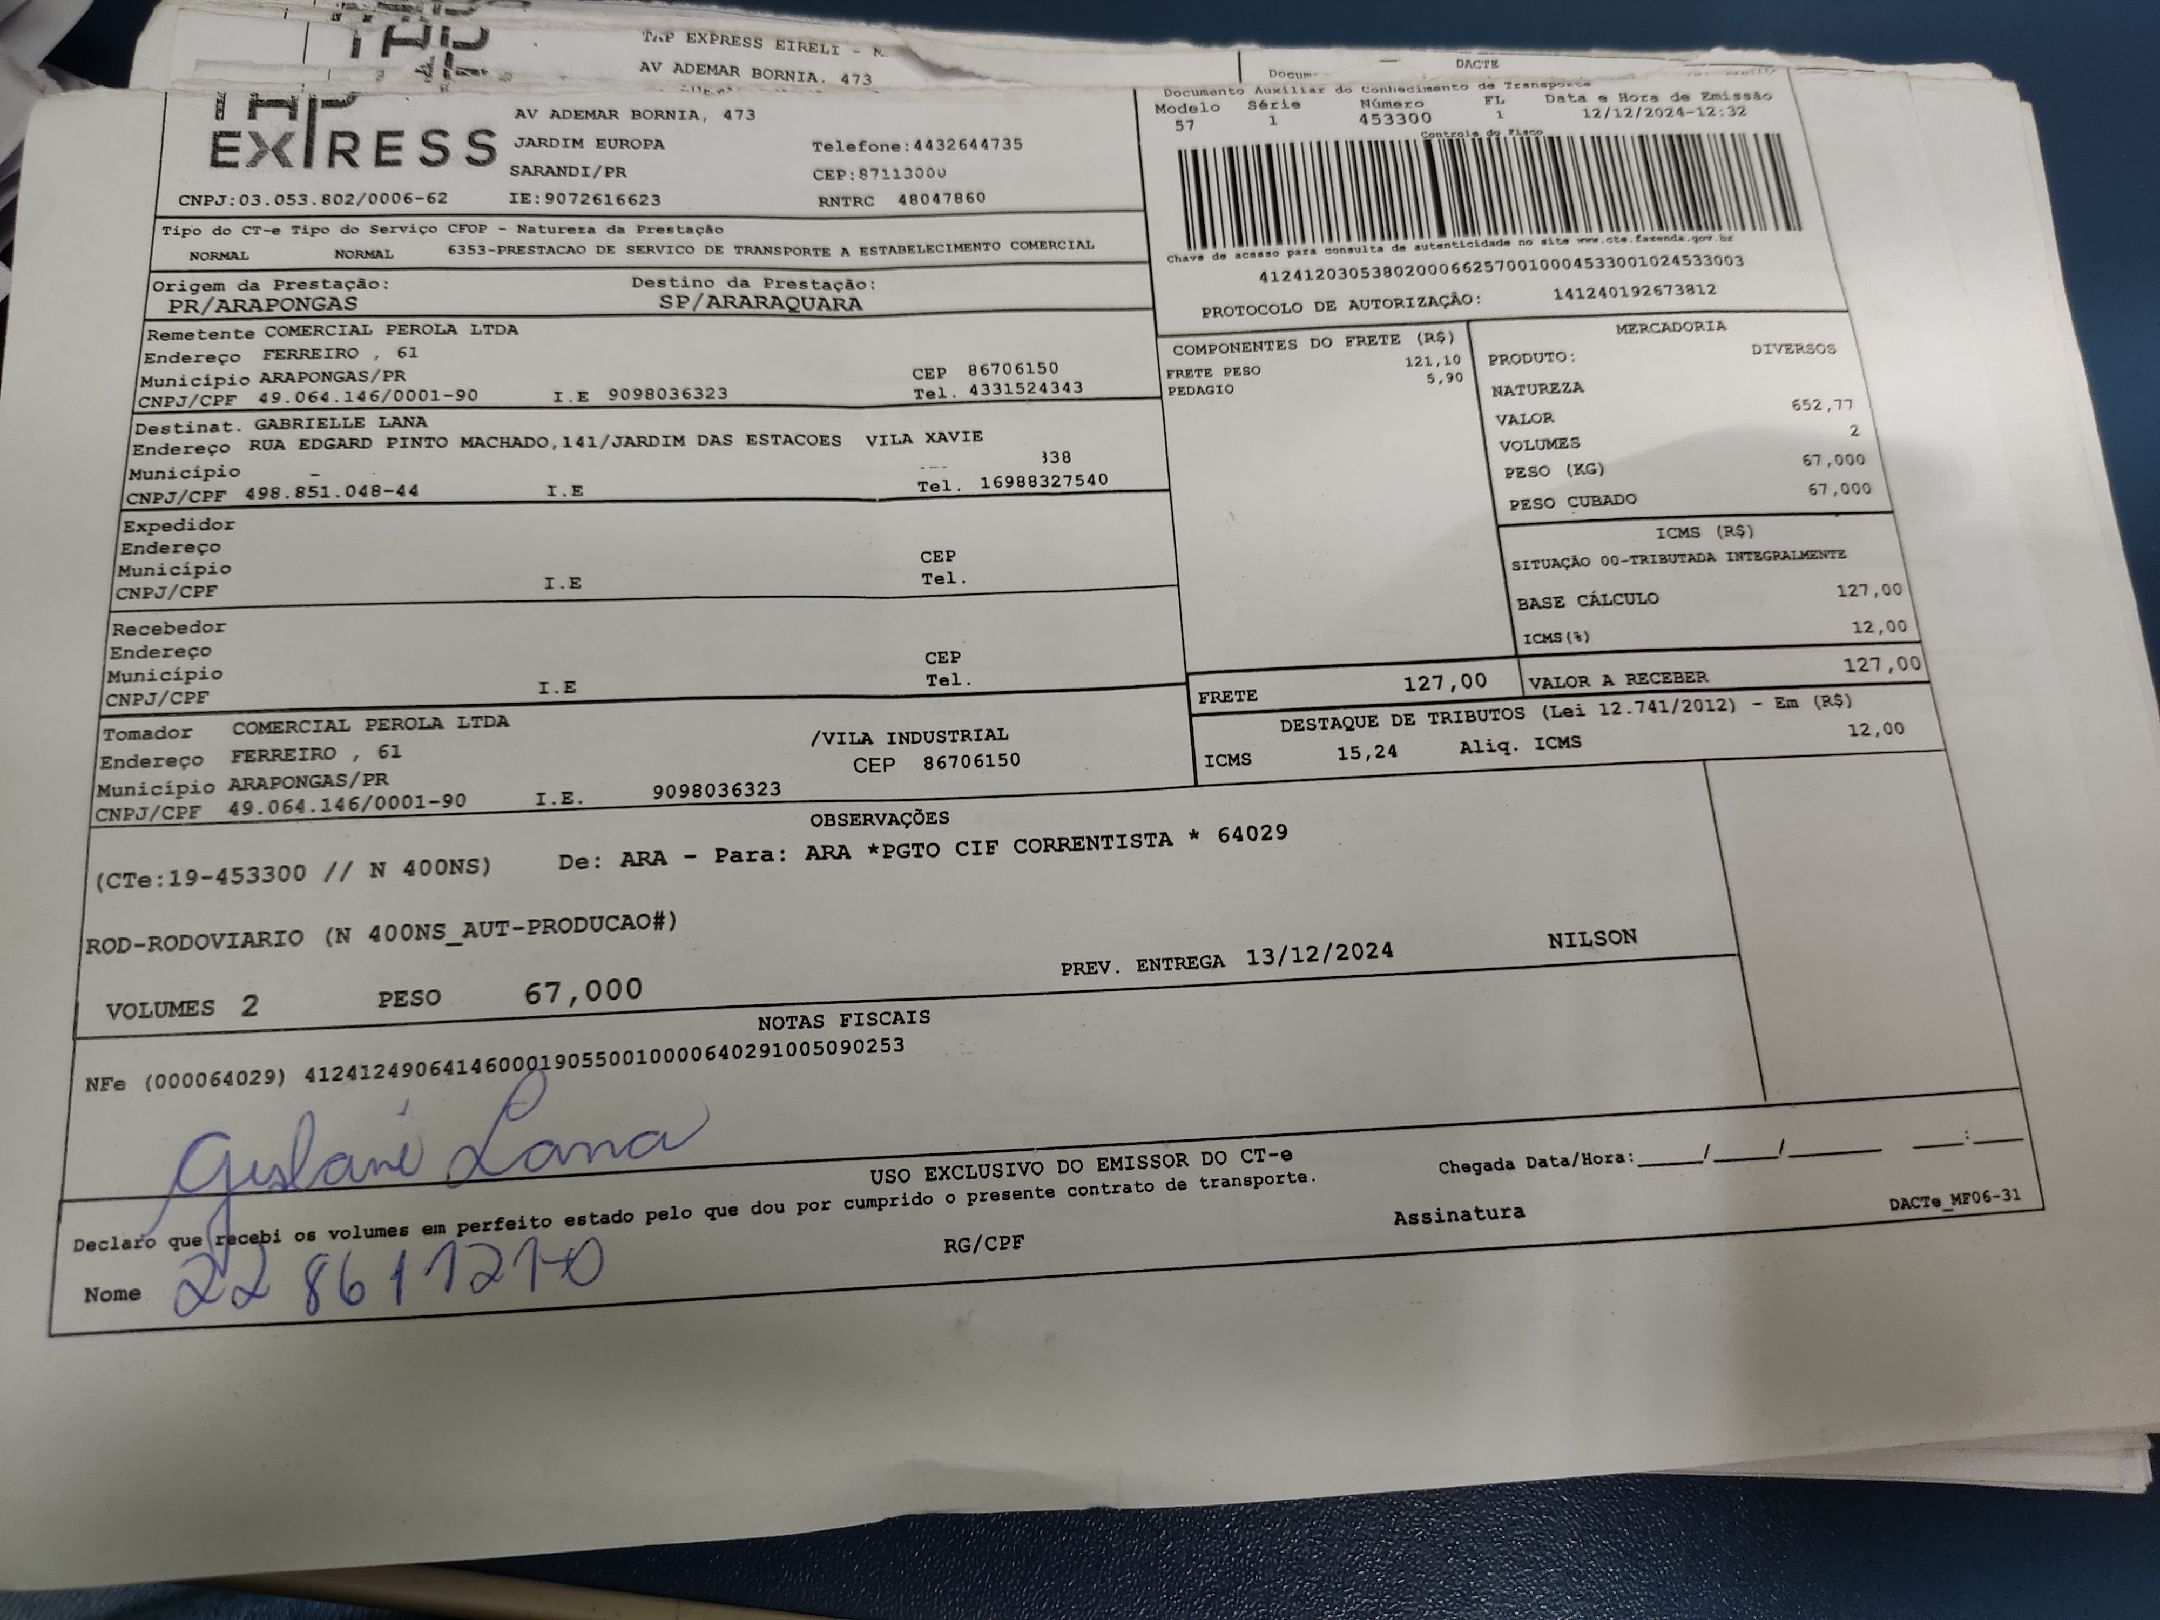 TAP EXPRESS EIRELI - 
AV ADEMAR BORNIA, 473
DACTE
Documento Auxiliar do Conhecimento de Transporte
Modelo Série Número FL Data e Hora de Emissão
57 1 453300 1 12/12/2024-12:32
Controle do Fisco
TAP
EXPRESS
AV ADEMAR BORNIA, 473
JARDIM EUROPA Telefone:4432644735
SARANDI/PR CEP:87113000
CNPJ:03.053.802/0006-62 IE:9072616623 RNTRC 48047860
Tipo do CT-e Tipo do Serviço CFOP - Natureza da Prestação
NORMAL NORMAL 6353-PRESTACAO DE SERVICO DE TRANSPORTE A ESTABELECIMENTO COMERCIAL
Chave de acesso para consulta de autenticidade no site www.cte.fazenda.gov.br
41241203053802000662570010004533001024533003
PROTOCOLO DE AUTORIZAÇÃO: 141240192673812
Origem da Prestação: Destino da Prestação:
PR/ARAPONGAS SP/ARARAQUARA
Remetente COMERCIAL PEROLA LTDA
Endereço FERREIRO , 61
Município ARAPONGAS/PR CEP 86706150
CNPJ/CPF 49.064.146/0001-90 I.E 9098036323 Tel. 4331524343
Destinat. GABRIELLE LANA
Endereço RUA EDGARD PINTO MACHADO,141/JARDIM DAS ESTACOES VILA XAVIE
Município - 338
CNPJ/CPF 498.851.048-44 I.E Tel. 16988327540
Expedidor
Endereço
Município CEP
CNPJ/CPF I.E Tel.
Recebedor
Endereço
Município CEP
CNPJ/CPF I.E Tel.
Tomador COMERCIAL PEROLA LTDA
Endereço FERREIRO , 61 /VILA INDUSTRIAL
Município ARAPONGAS/PR CEP 86706150
CNPJ/CPF 49.064.146/0001-90 I.E. 9098036323
COMPONENTES DO FRETE (R$)
FRETE PESO 121,10
PEDAGIO 5,90
MERCADORIA
PRODUTO: DIVERSOS
NATUREZA
VALOR 652,77
VOLUMES 2
PESO (KG) 67,000
PESO CUBADO 67,000
ICMS (R$)
SITUAÇÃO 00-TRIBUTADA INTEGRALMENTE
BASE CÁLCULO 127,00
ICMS(%) 12,00
FRETE 127,00 VALOR A RECEBER 127,00
DESTAQUE DE TRIBUTOS (Lei 12.741/2012) - Em (R$)
ICMS 15,24 Aliq. ICMS 12,00
OBSERVAÇÕES
(CTe:19-453300 // N 400NS) De: ARA - Para: ARA *PGTO CIF CORRENTISTA * 64029
ROD-RODOVIARIO (N 400NS_AUT-PRODUCAO#)
VOLUMES 2 PESO 67,000 PREV. ENTREGA 13/12/2024 NILSON
NOTAS FISCAIS
NFe (000064029) 41241249064146000190550010000640291005090253
Lana
USO EXCLUSIVO DO EMISSOR DO CT-e Chegada Data/Hora:____/____/______ ____:____
Declaro que recebi os volumes em perfeito estado pelo que dou por cumprido o presente contrato de transporte.
Nome RG/CPF Assinatura DACTe_MF06-31